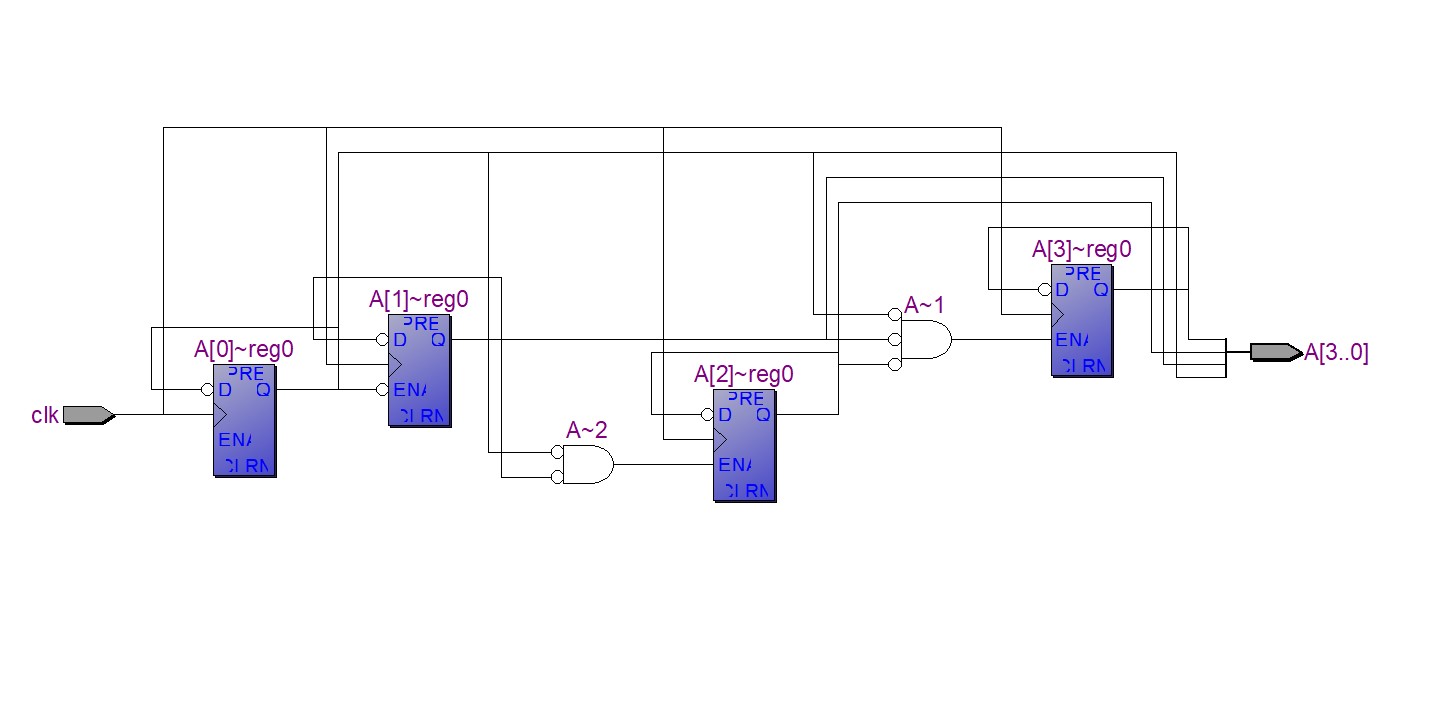 clk
A[0]~reg0
PRE
D Q
ENA
CLRN
A[1]~reg0
PRE
D Q
ENA
CLRN
A~2
A[2]~reg0
PRE
D Q
ENA
CLRN
A~1
A[3]~reg0
PRE
D Q
ENA
CLRN
A[3..0]